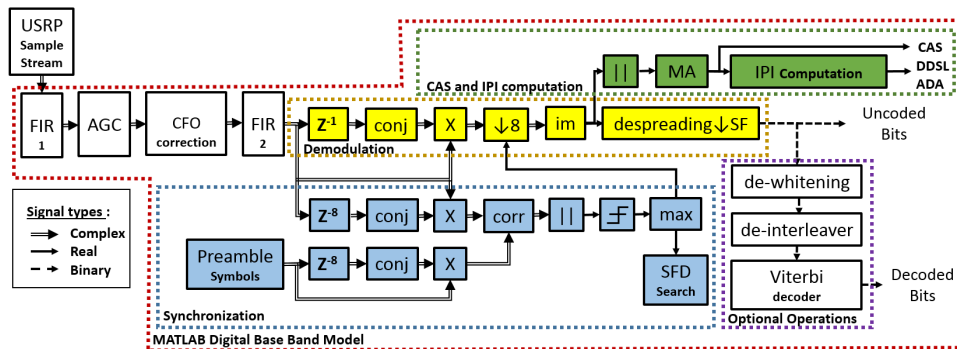 USRP
Sample
Stream
CAS
DDSL
ADA
||
MA
IPI Computation
CAS and IPI computation
FIR
1
AGC
CFO
correction
FIR
2
Z-1
conj
X
↓8
im
despreading↓SF
Demodulation
Uncoded
Bits
Signal types :
Complex
Real
Binary
Z-8
conj
X
corr
||
max
Preamble
Symbols
Z-8
conj
X
SFD
Search
Synchronization
de-whitening
de-interleaver
Viterbi
decoder
Decoded
Bits
Optional Operations
MATLAB Digital Base Band Model